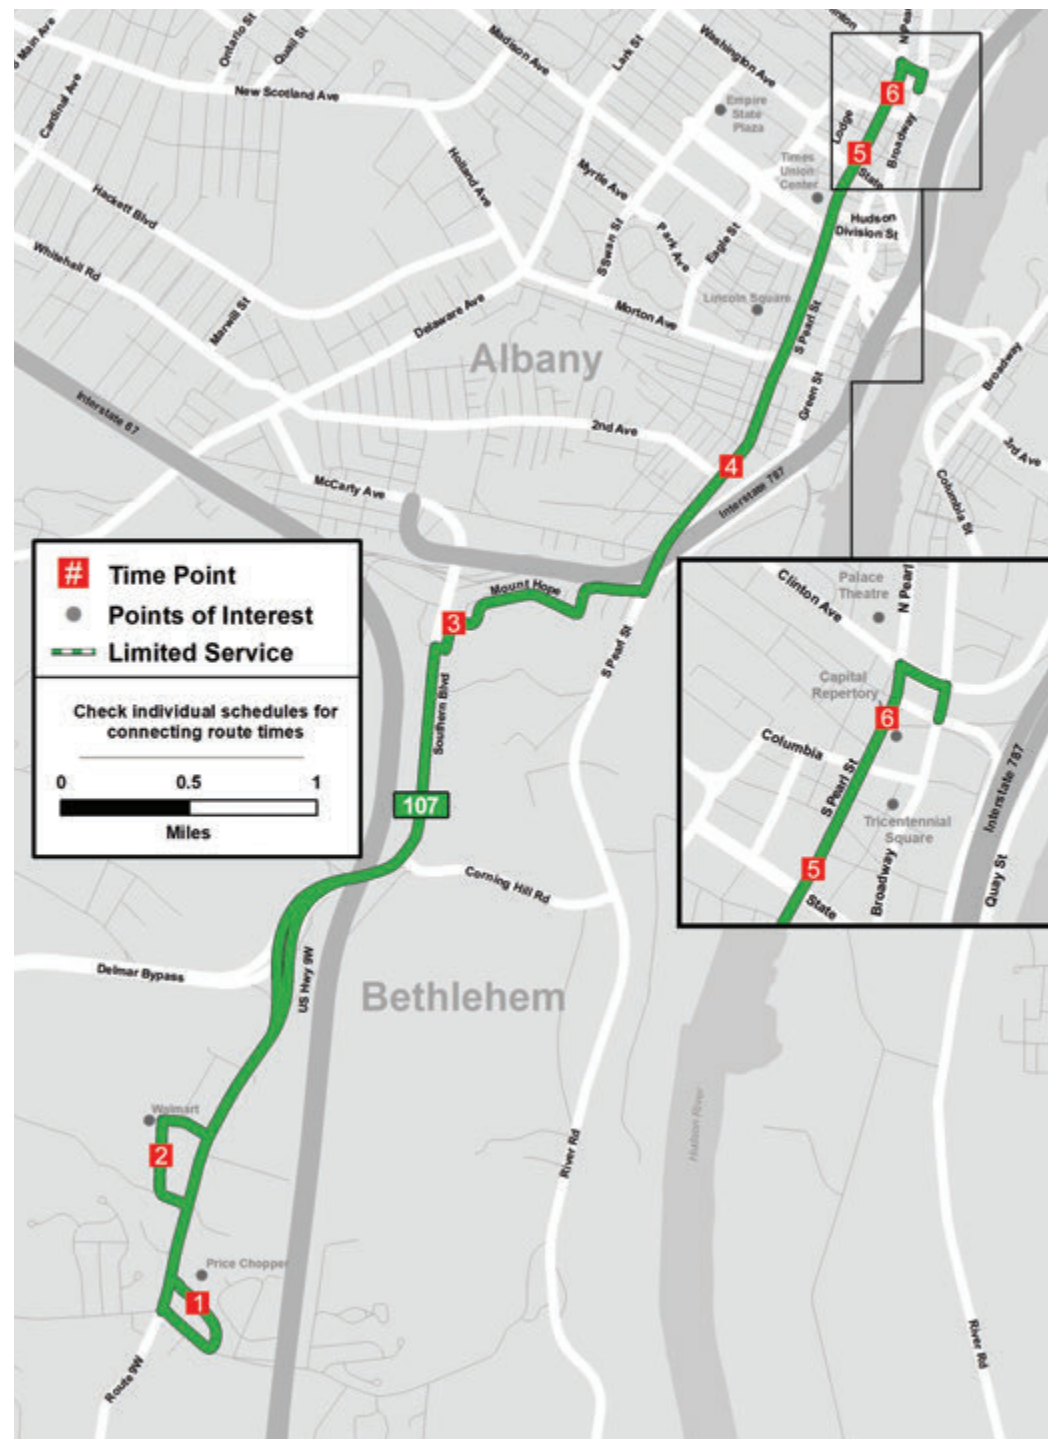 s Main Ave
Cardinal Ave
Ontario St
Quail St
New Scotland Ave
Madison Ave
Lark St
Washington Ave
N Pear
6
Empire
State
Plaza
Lodge
Broadway
5
State
Times
Union
Center
Holland Ave
Myrtle Ave
Hackett Blvd
Whitehall Rd
S Swan St
Park Ave
Eagle St
Hudson
Division St
Marwill St
Delaware Ave
Lincoln Square
Morton Ave
S Pearl St
Albany
Green St
Broadway
Interstate 87
2nd Ave
4
3rd Ave
McCarty Ave
Interstate 787
Columbia St
# Time Point
Points of Interest
Limited Service
Check individual schedules for
connecting route times
0 0.5 1
Miles
Mount Hope
3
S Pearl St
Southern Blvd
107
Clinton Ave
Palace
Theatre
N Pearl
Capital
Repertory
6
Columbia
S Pearl St
Interstate 787
Tricentennial
Square
5
State
Broadway
Quay St
Corning Hill Rd
Delmar Bypass
US Hwy 9W
Bethlehem
Walmart
2
Hudson River
River Rd
Price Chopper
1
Route 9W
River Rd